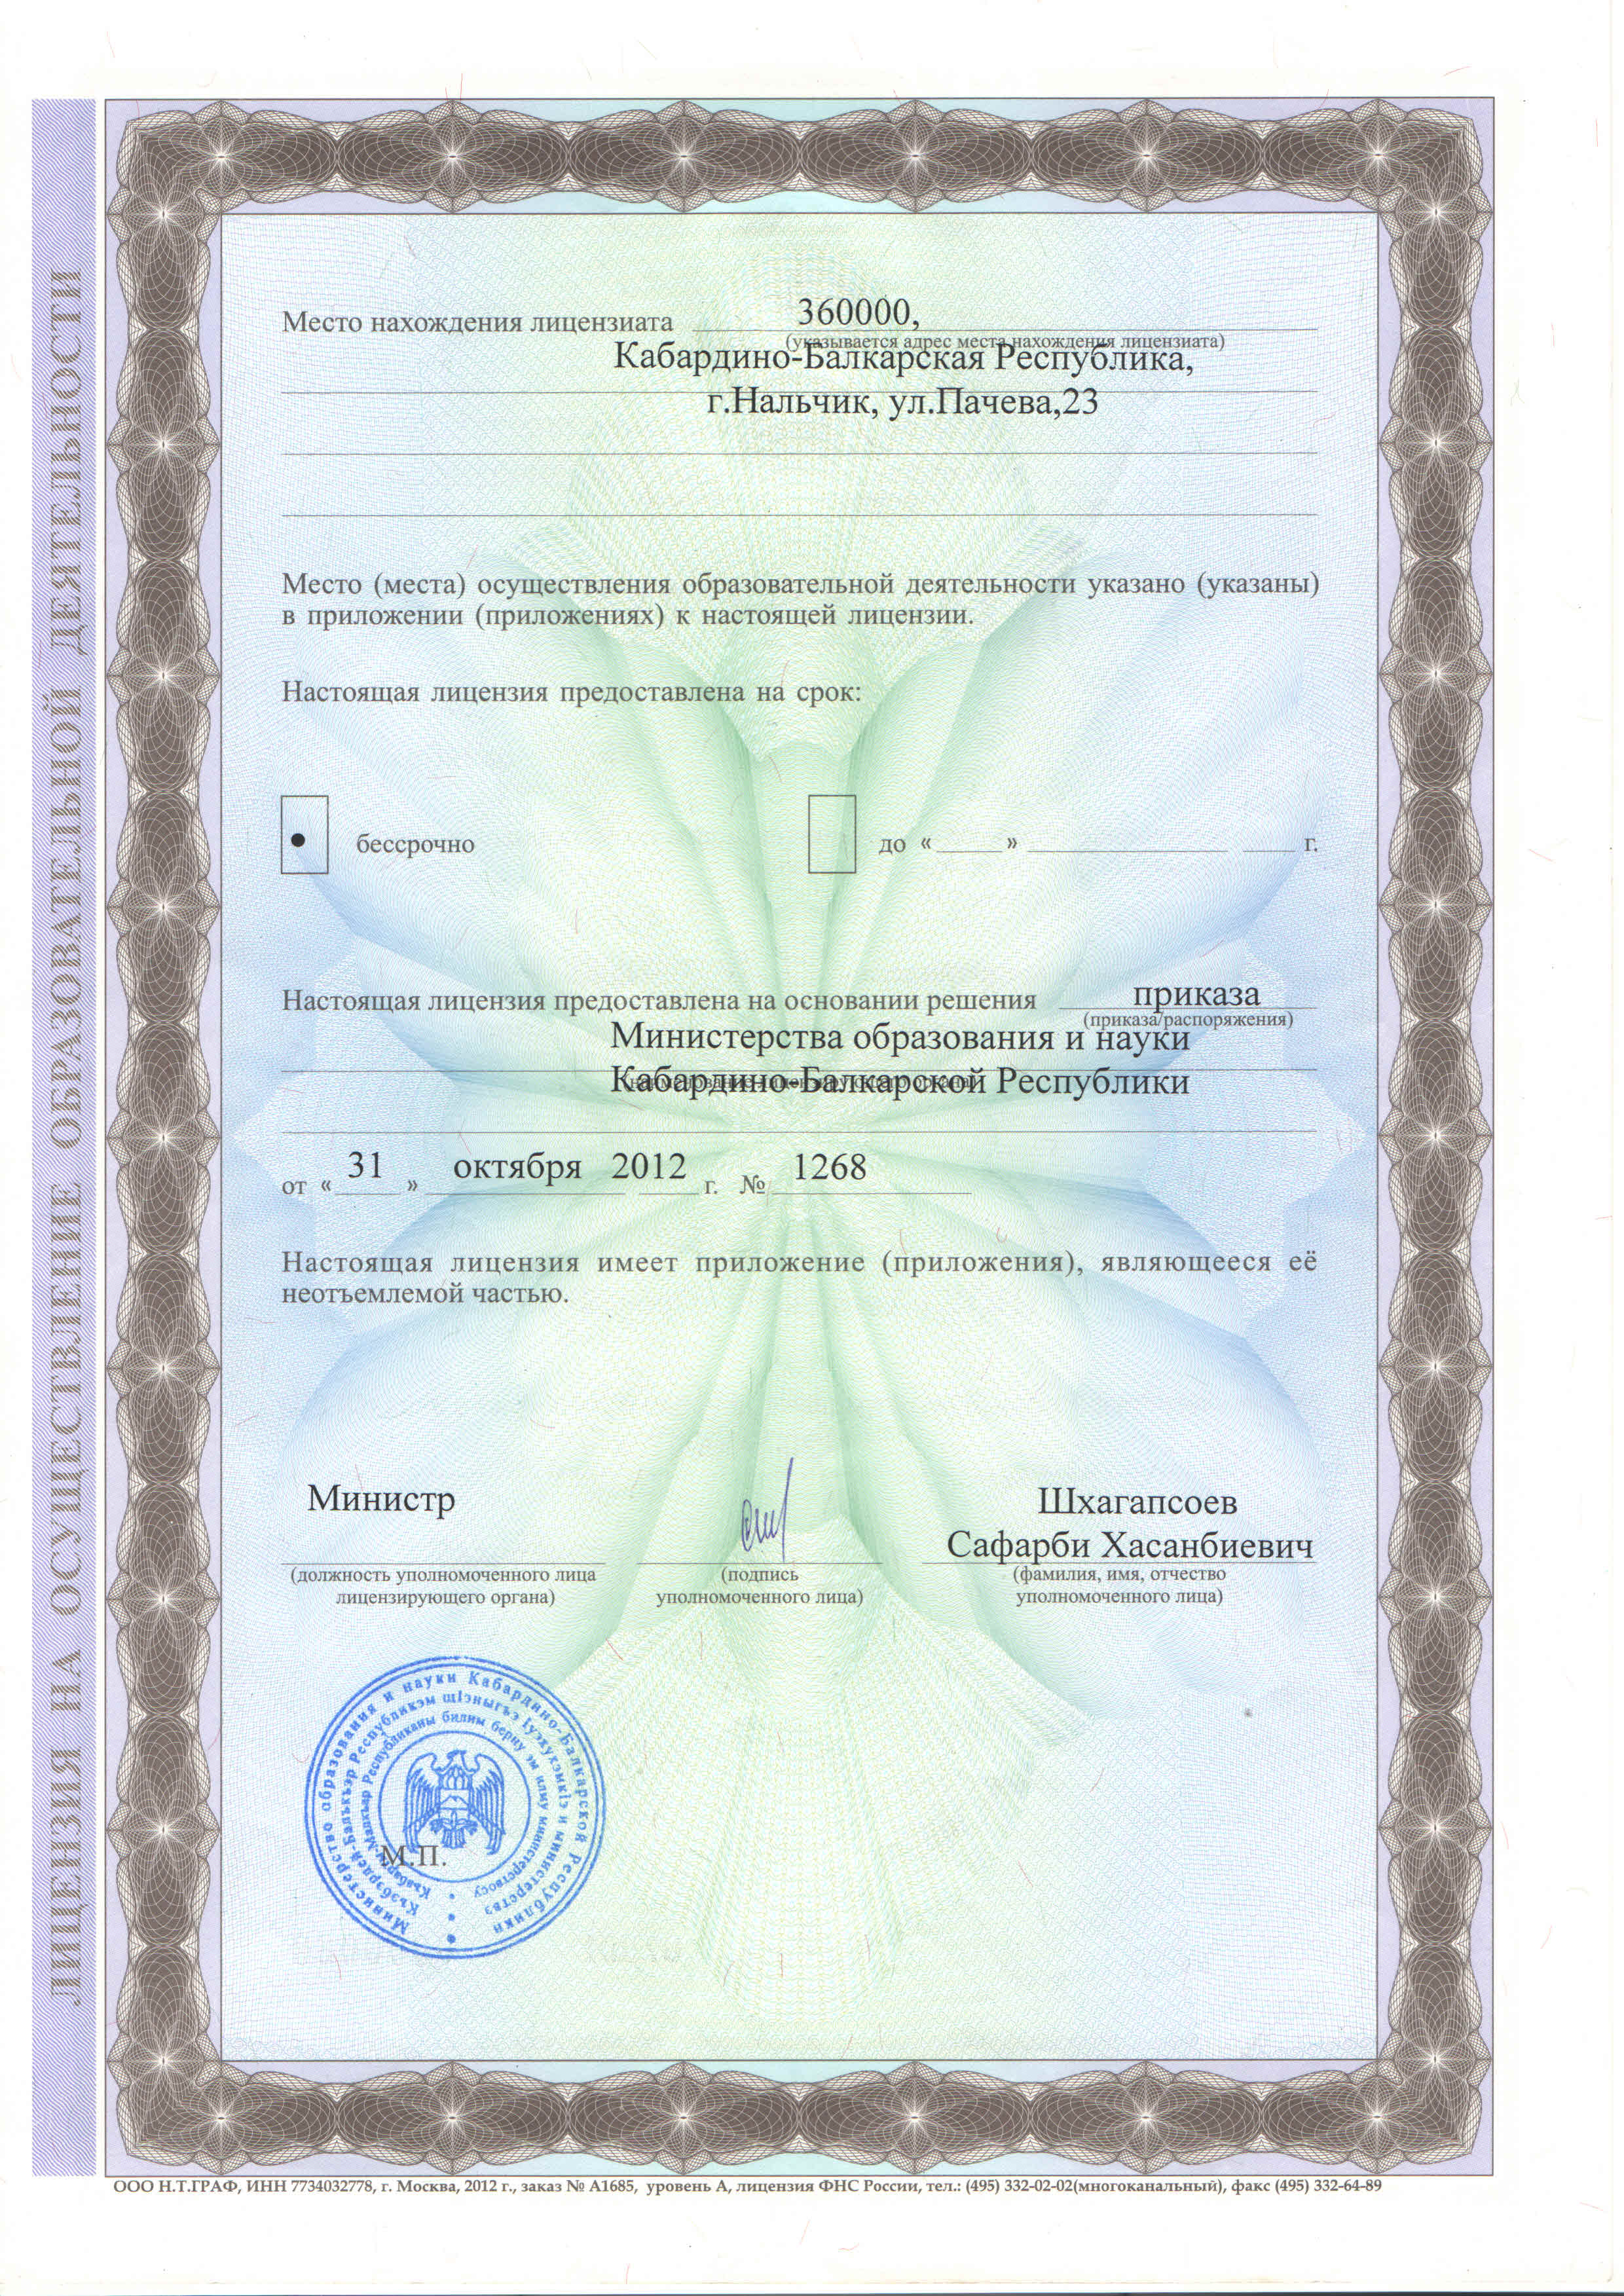 ЛИЦЕНЗИЯ НА ОСУЩЕСТВЛЕНИЕ ОБРАЗОВАТЕЛЬНОЙ ДЕЯТЕЛЬНОСТИ
Место нахождения лицензиата 360000,
(указывается адрес места нахождения лицензиата)
Кабардино-Балкарская Республика,
г.Нальчик, ул.Пачева,23
Место (места) осуществления образовательной деятельности указано (указаны)
в приложении (приложениях) к настоящей лицензии.
Настоящая лицензия предоставлена на срок:
• бессрочно до «____» ____________ ___ г.
Настоящая лицензия предоставлена на основании решения приказа
(приказа/распоряжения)
Министерства образования и науки
(наименование лицензирующего органа)
Кабардино-Балкарской Республики
от « 31 » октября 2012 г. № 1268
Настоящая лицензия имеет приложение (приложения), являющееся её
неотъемлемой частью.
Министр
Шхагапсоев
Сафарби Хасанбиевич
(должность уполномоченного лица (подпись (фамилия, имя, отчество
лицензирующего органа) уполномоченного лица) уполномоченного лица)
Министерство образования и науки Кабардино-Балкарской Республики
Къэбэрдей-Балъкъэр Республикэм щIэныгъэ IуэхухэмкIэ и министерствэ
Къабарты-Малкъар Республиканы билим берну эм илму министерствосу
М.П.
ООО Н.Т.ГРАФ, ИНН 7734032778, г. Москва, 2012 г., заказ № А1685, уровень А, лицензия ФНС России, тел.: (495) 332-02-02(многоканальный), факс (495) 332-64-89